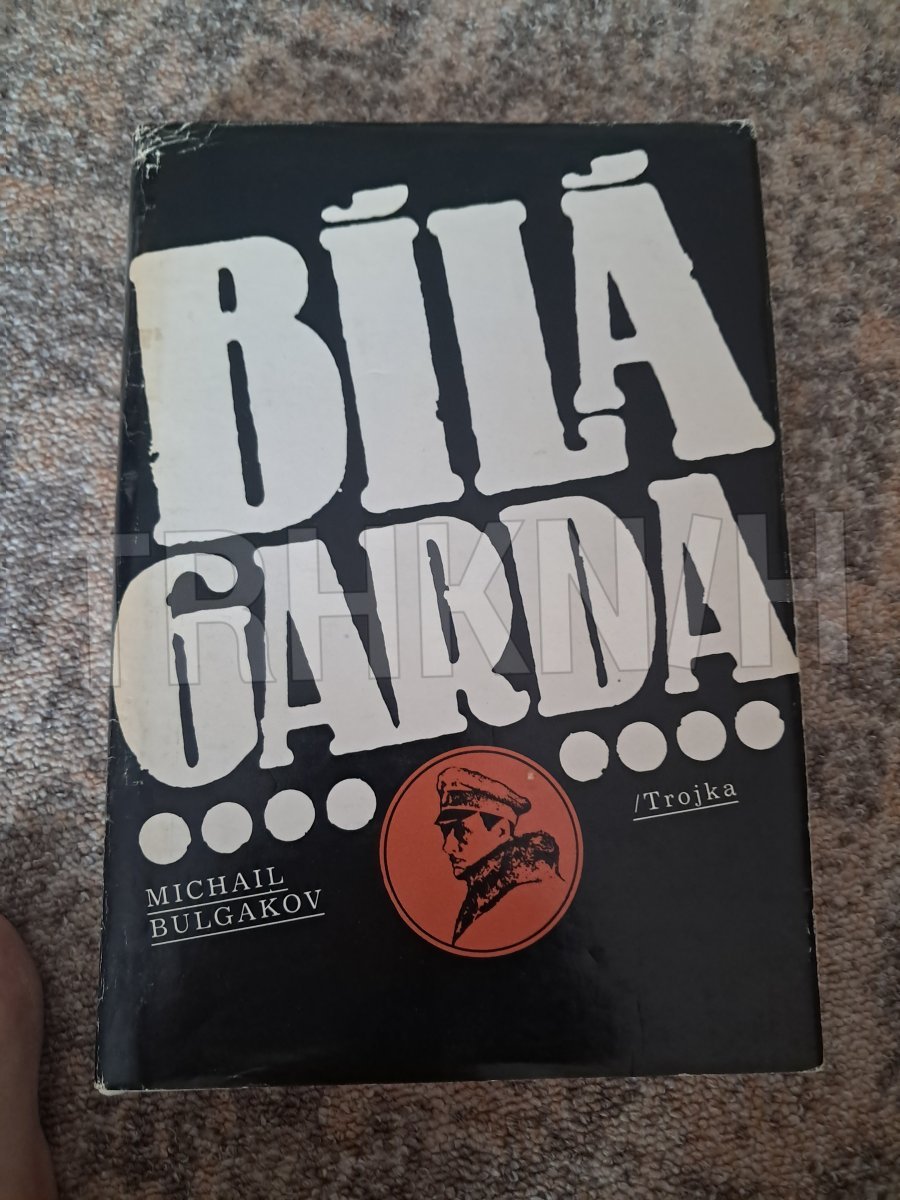 BÍLÁ
GARDA
TRHKNIH
/Trojka
MICHAIL
BULGAKOV